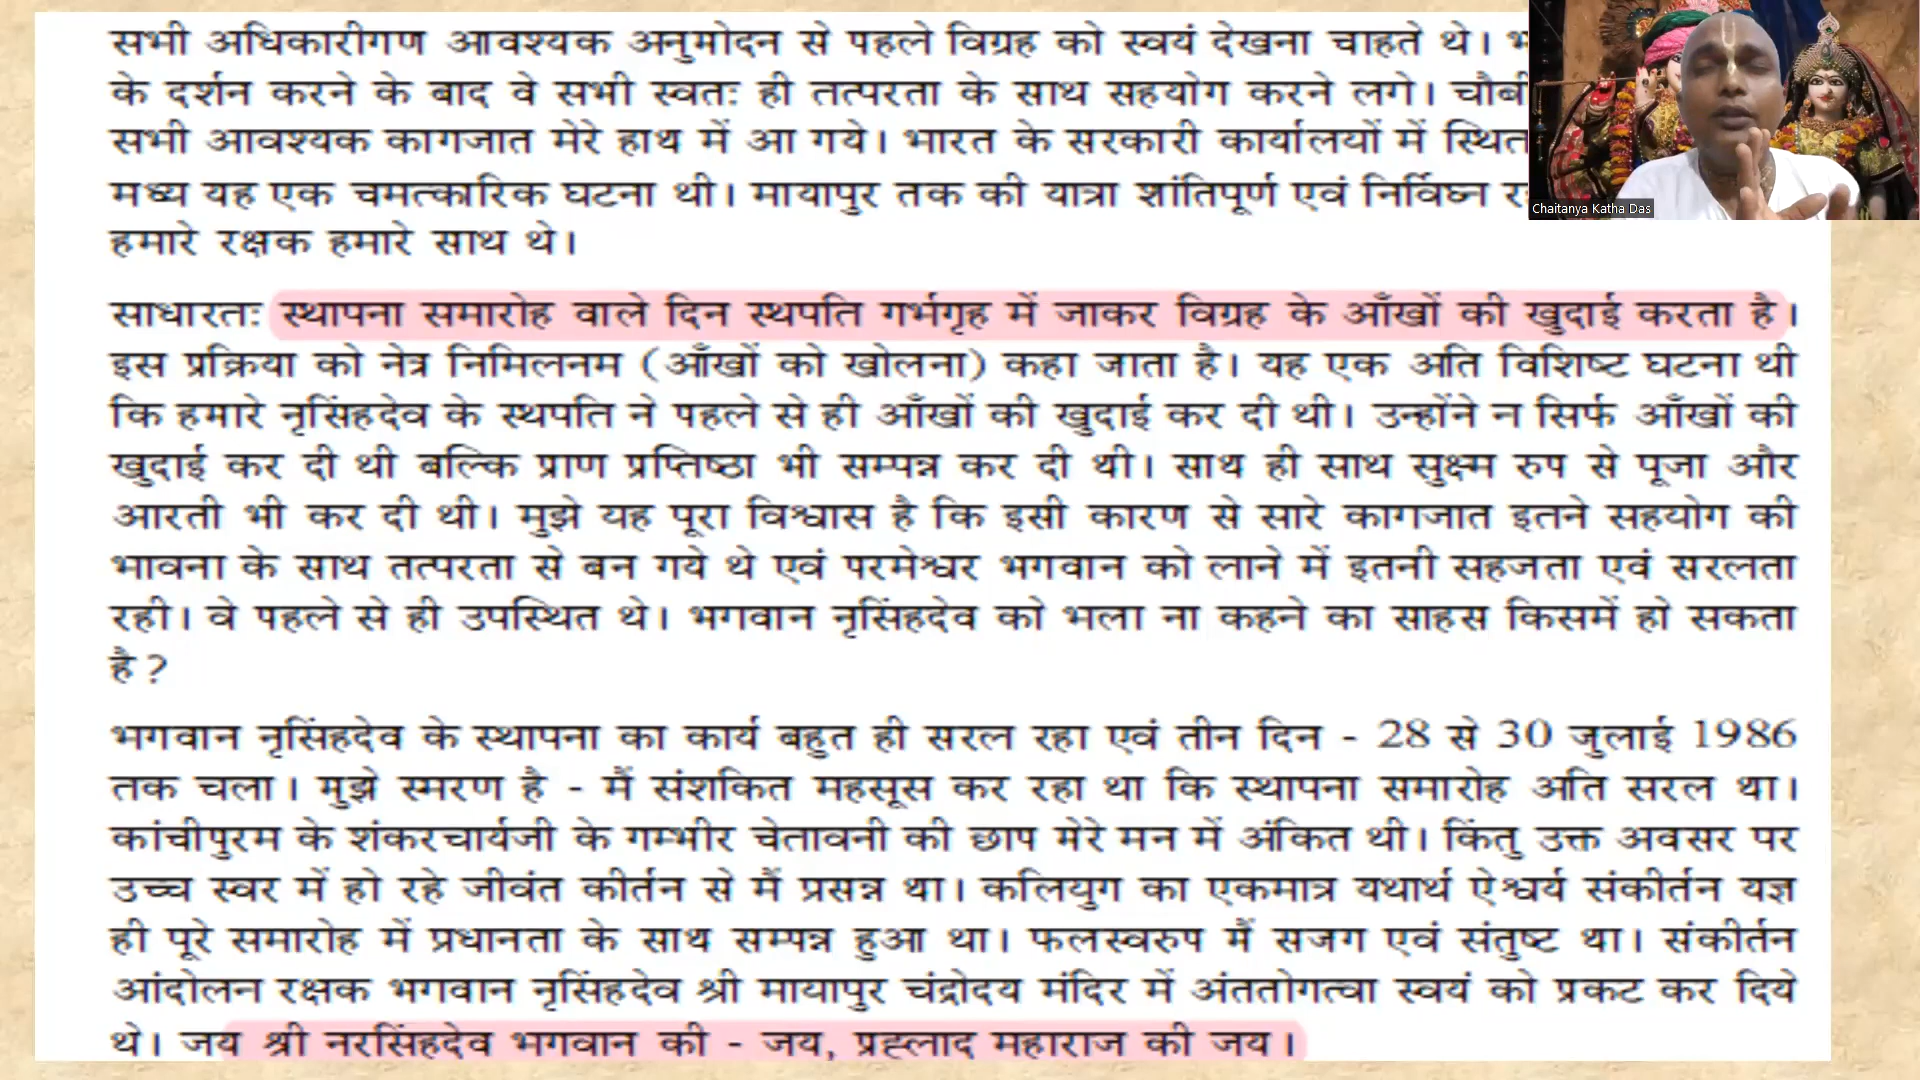 सभी अधिकारीगण आवश्यक अनुमोदन से पहले विग्रह को स्वयं देखना चाहते थे।
के दर्शन करने के बाद वे सभी स्वतः ही तत्परता के साथ सहयोग करने लगे।
सभी आवश्यक कागजात मेरे हाथ में आ गये। भारत के सरकारी कार्यालयों में स्थित
मध्य यह एक चमत्कारिक घटना थी। मायापुर तक की यात्रा शांतिपूर्ण एवं निर्विघ्न
हमारे रक्षक हमारे साथ थे।
Chaitanya Katha Das
साधारतः स्थापना समारोह वाले दिन स्थपति गर्भगृह में जाकर विग्रह के आँखों की खुदाई करता है।
इस प्रक्रिया को नेत्र निमिलनम (आँखों को खोलना) कहा जाता है। यह एक अति विशिष्ट घटना थी
कि हमारे नृसिंहदेव के स्थपति ने पहले से ही आँखों की खुदाई कर दी थी। उन्होंने न सिर्फ आँखों की
खुदाई कर दी थी बल्कि प्राण प्रप्तिष्ठा भी सम्पन्न कर दी थी। साथ ही साथ सुक्ष्म रुप से पूजा और
आरती भी कर दी थी। मुझे यह पूरा विश्वास है कि इसी कारण से सारे कागजात इतने सहयोग की
भावना के साथ तत्परता से बन गये थे एवं परमेश्वर भगवान को लाने में इतनी सहजता एवं सरलता
रही। वे पहले से ही उपस्थित थे। भगवान नृसिंहदेव को भला ना कहने का साहस किसमें हो सकता
है?
भगवान नृसिंहदेव के स्थापना का कार्य बहुत ही सरल रहा एवं तीन दिन - 28 से 30 जुलाई 1986
तक चला। मुझे स्मरण है - मैं संशकित महसूस कर रहा था कि स्थापना समारोह अति सरल था।
कांचीपुरम के शंकरचार्यजी के गम्भीर चेतावनी की छाप मेरे मन में अंकित थी। किंतु उक्त अवसर पर
उच्च स्वर में हो रहे जीवंत कीर्तन से मैं प्रसन्न था। कलियुग का एकमात्र यथार्थ ऐश्वर्य संकीर्तन यज्ञ
ही पूरे समारोह में प्रधानता के साथ सम्पन्न हुआ था। फलस्वरुप मैं सजग एवं संतुष्ट था। संकीर्तन
आंदोलन रक्षक भगवान नृसिंहदेव श्री मायापुर चंद्रोदय मंदिर में अंततोगत्वा स्वयं को प्रकट कर दिये
थे। जय श्री नरसिंहदेव भगवान की - जय, प्रह्लाद महाराज की जय।